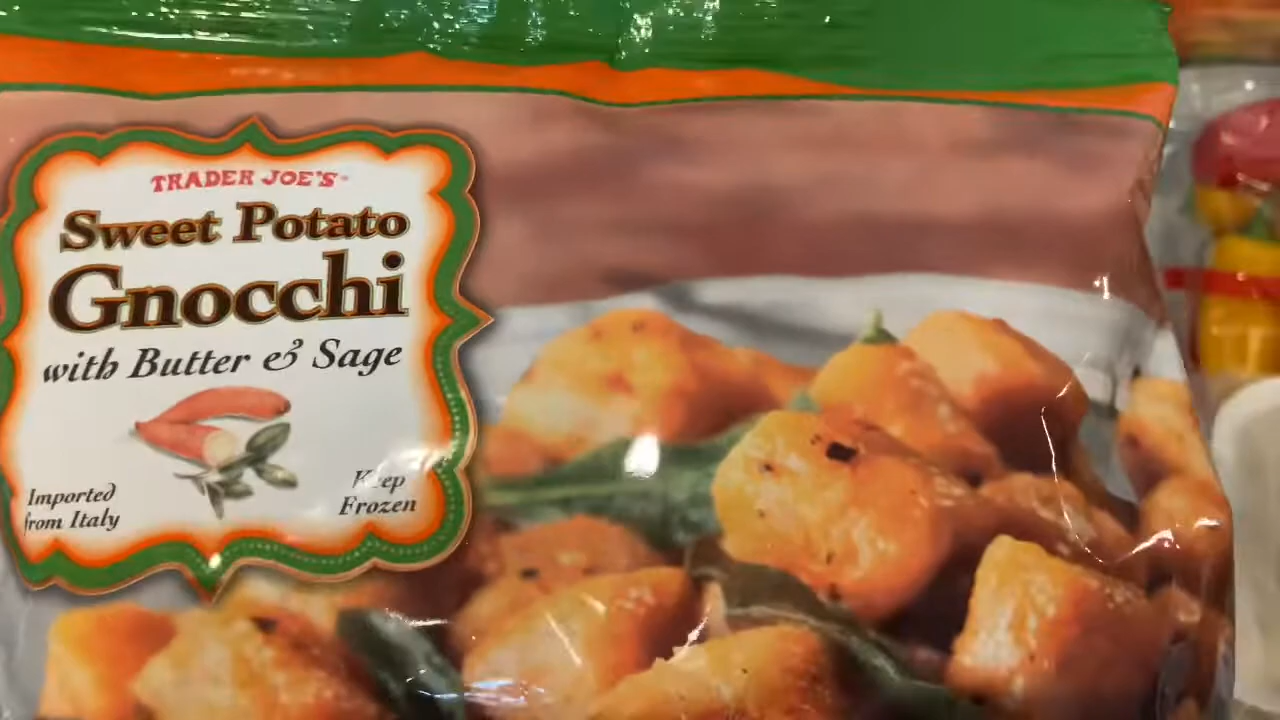 TRADER JOE'S
Sweet Potato
Gnocchi
with Butter & Sage
Imported
from Italy
Keep
Frozen